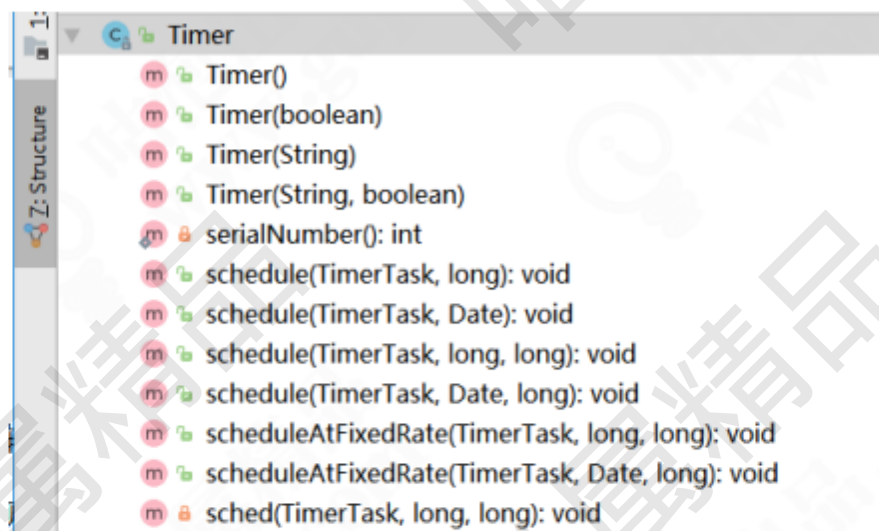 1:
Z: Structure
Timer
Timer()
Timer(boolean)
Timer(String)
Timer(String, boolean)
serialNumber(): int
schedule(TimerTask, long): void
schedule(TimerTask, Date): void
schedule(TimerTask, long, long): void
schedule(TimerTask, Date, long): void
scheduleAtFixedRate(TimerTask, long, long): void
scheduleAtFixedRate(TimerTask, Date, long): void
sched(TimerTask, long, long): void